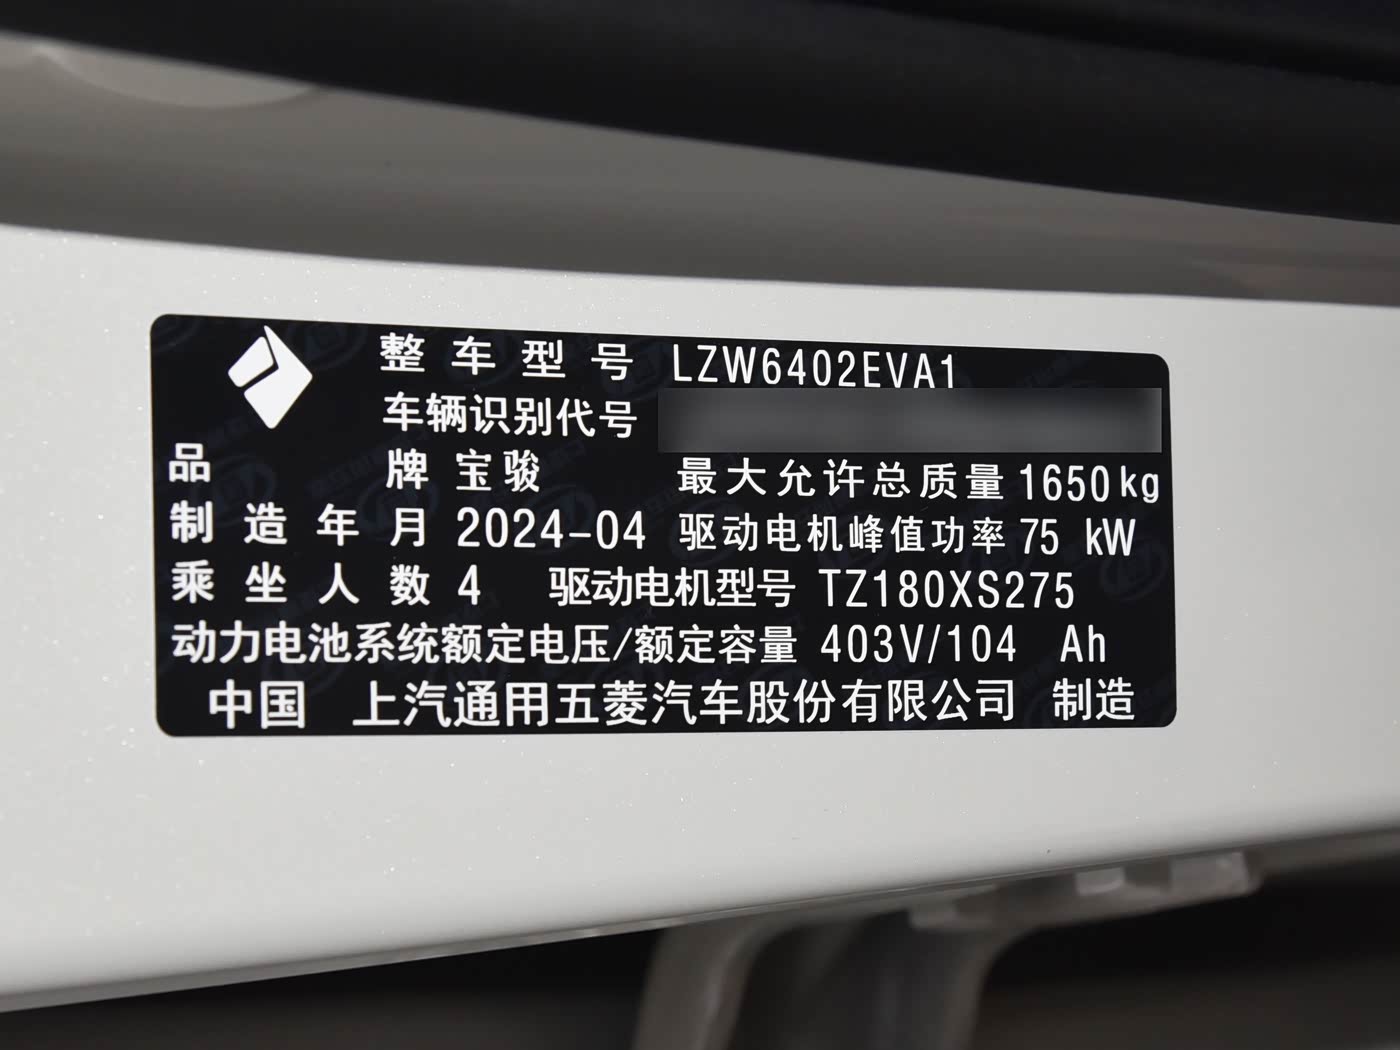 整车型号 LZW6402EVA1
车辆识别代号
品牌 宝骏 最大允许总质量 1650kg
制造年月 2024-04 驱动电机峰值功率 75 kW
乘坐人数 4 驱动电机型号 TZ180XS275
动力电池系统额定电压/额定容量 403V/104 Ah
中国 上汽通用五菱汽车股份有限公司 制造